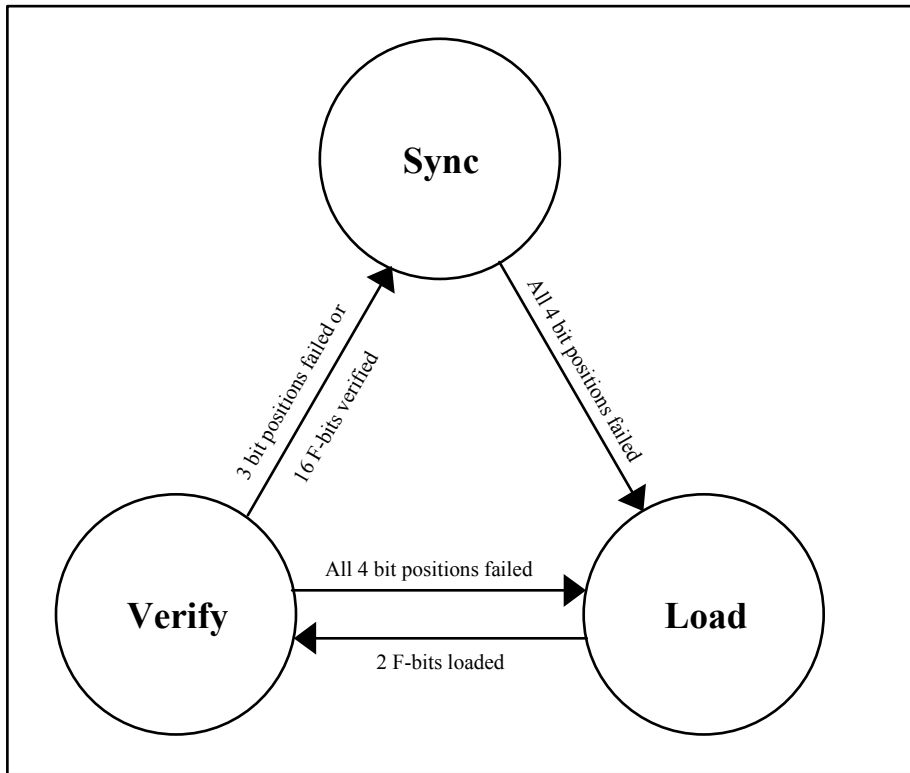 Sync
3 bit positions failed or
16 F-bits verified
All 4 bit positions failed
All 4 bit positions failed
Verify
Load
2 F-bits loaded